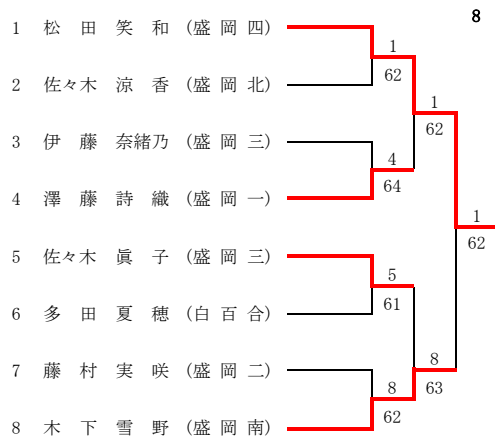 8
1 松 田 笑 和 (盛 岡 四)
1
62
2 佐々木 涼 香 (盛 岡 北)
1
62
3 伊 藤 奈緒乃 (盛 岡 三)
4
64
4 澤 藤 詩 織 (盛 岡 一)
1
62
5 佐々木 眞 子 (盛 岡 三)
5
61
6 多 田 夏 穂 (白 百 合)
8
63
7 藤 村 実 咲 (盛 岡 二)
8
62
8 木 下 雪 野 (盛 岡 南)